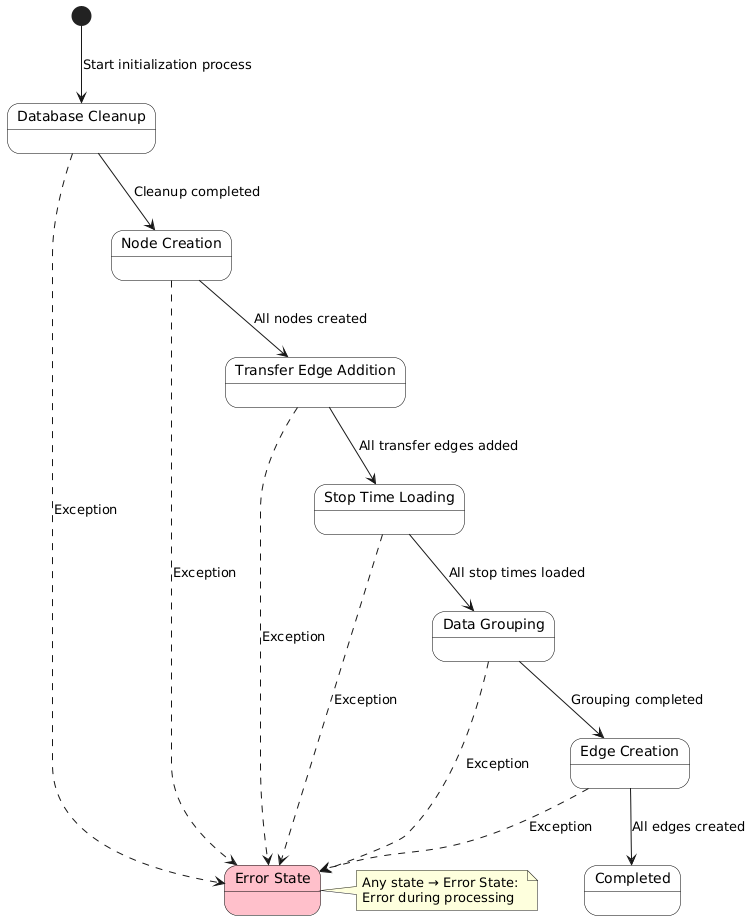 Start initialization process
Database Cleanup
Cleanup completed
Node Creation
All nodes created
Transfer Edge Addition
All transfer edges added
Stop Time Loading
Exception
All stop times loaded
Exception
Data Grouping
Exception
Exception
Grouping completed
Edge Creation
Exception
Exception
All edges created
Error State
Any state → Error State:
Error during processing
Completed